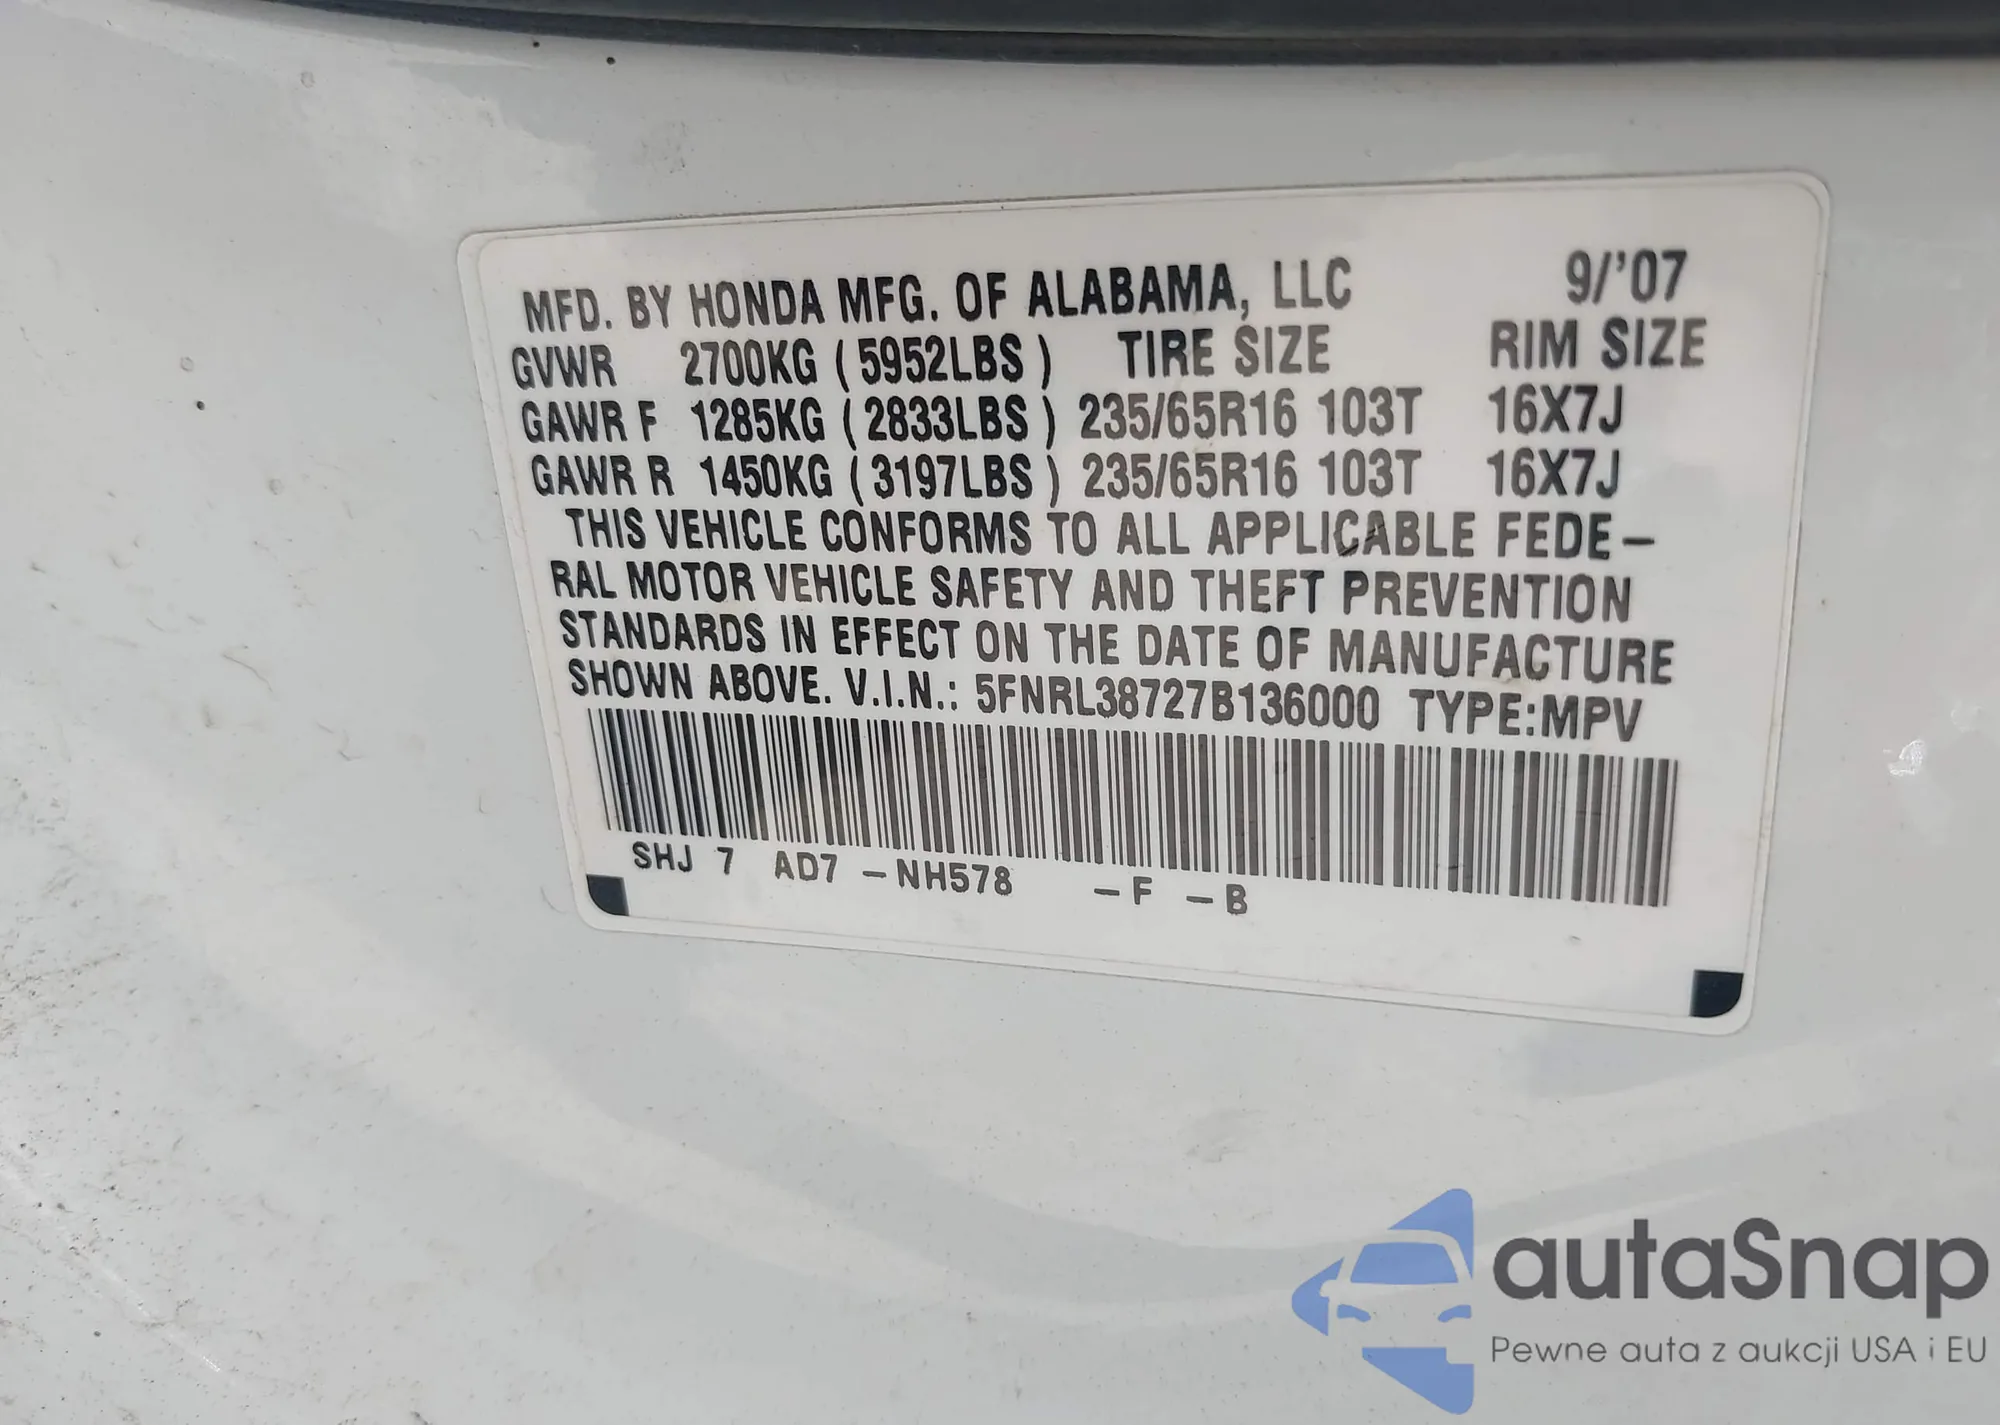 MFD. BY HONDA MFG. OF ALABAMA, LLC 9/'07
GVWR 2700KG (5952LBS) TIRE SIZE RIM SIZE
GAWR F 1285KG (2833LBS) 235/65R16 103T 16X7J
GAWR R 1450KG (3197LBS) 235/65R16 103T 16X7J
THIS VEHICLE CONFORMS TO ALL APPLICABLE FEDE-
RAL MOTOR VEHICLE SAFETY AND THEFT PREVENTION
STANDARDS IN EFFECT ON THE DATE OF MANUFACTURE
SHOWN ABOVE. V.I.N.: 5FNRL38727B136000 TYPE:MPV
SHJ 7 AD7 -NH578 -F -B
autaSnap
Pewne auta z aukcji USA i EU